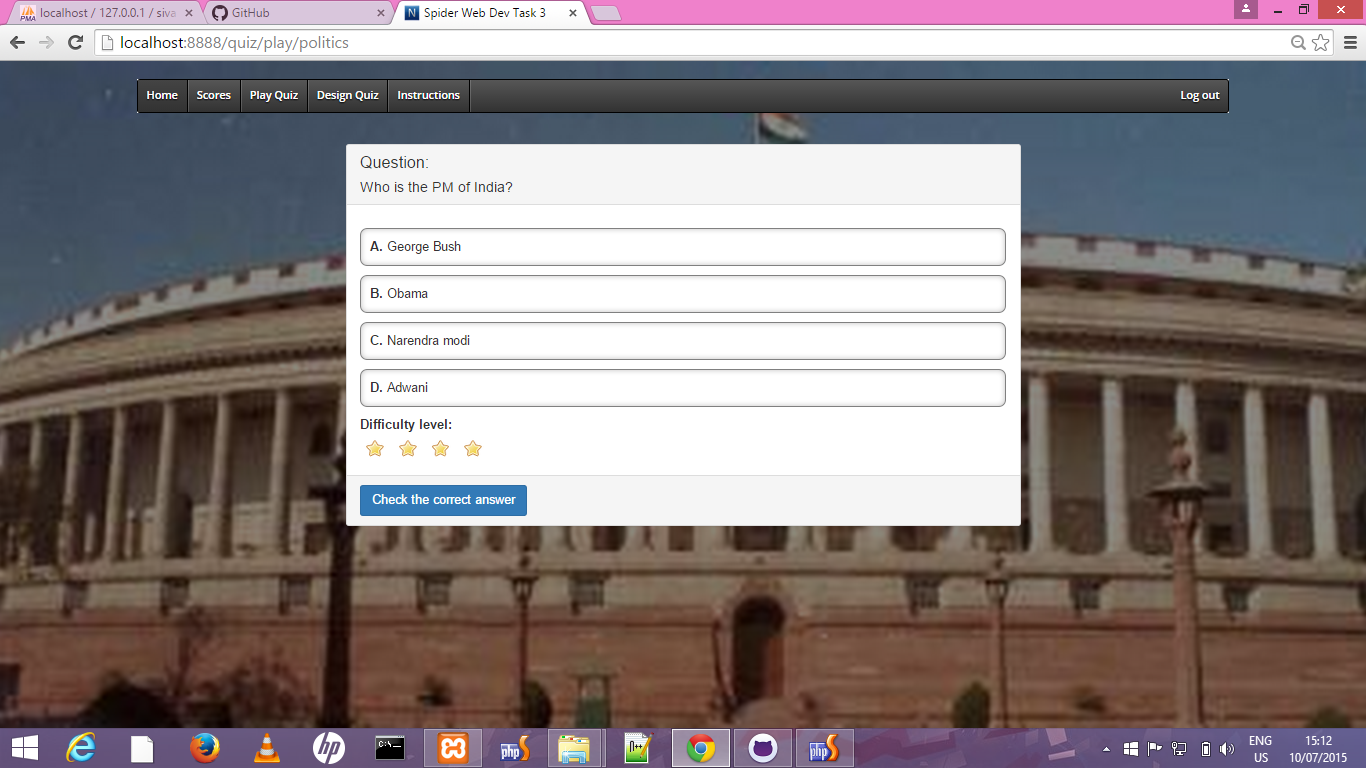 localhost / 127.0.0.1 / siva
GitHub
Spider Web Dev Task 3
localhost:8888/quiz/play/politics
Home
Scores
Play Quiz
Design Quiz
Instructions
Log out
Question:
Who is the PM of India?
A. George Bush
B. Obama
C. Narendra modi
D. Adwani
Difficulty level:
Check the correct answer
ENG
US
15:12
10/07/2015